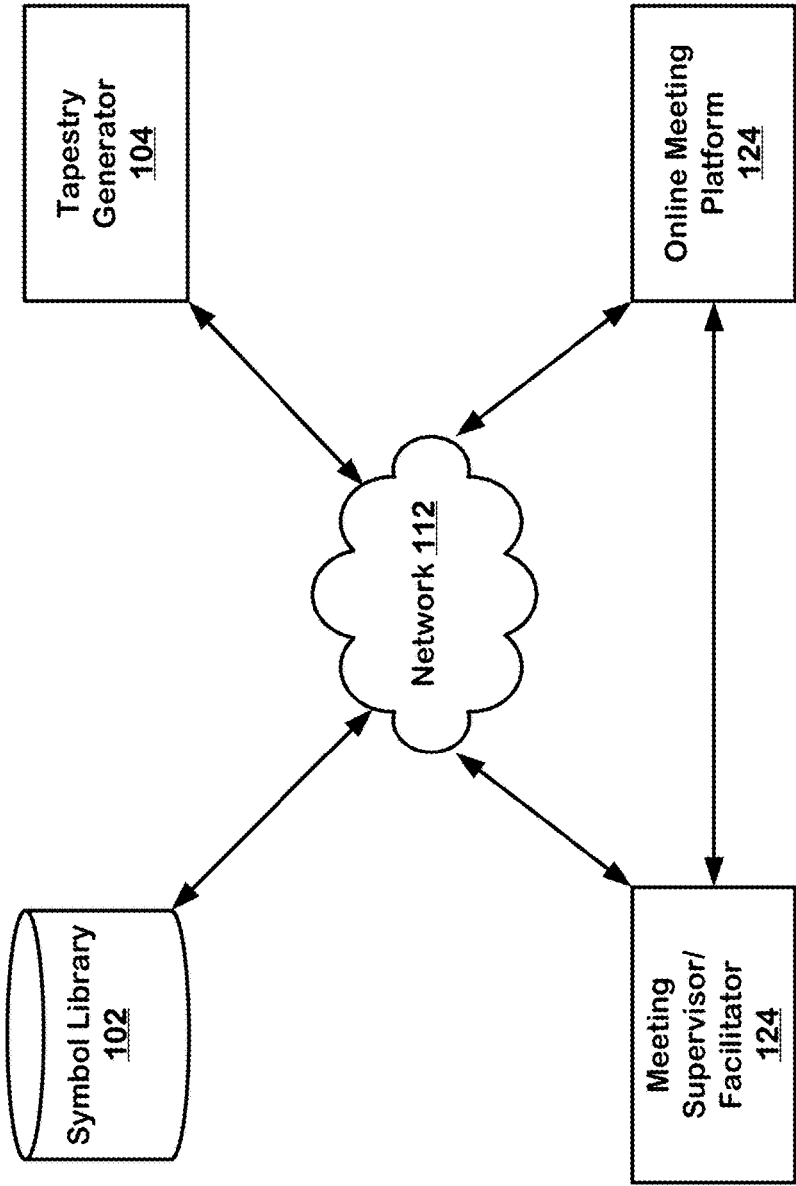 Symbol Library
102
Tapestry
Generator
104
Network 112
Meeting
Supervisor/
Facilitator
124
Online Meeting
Platform
124